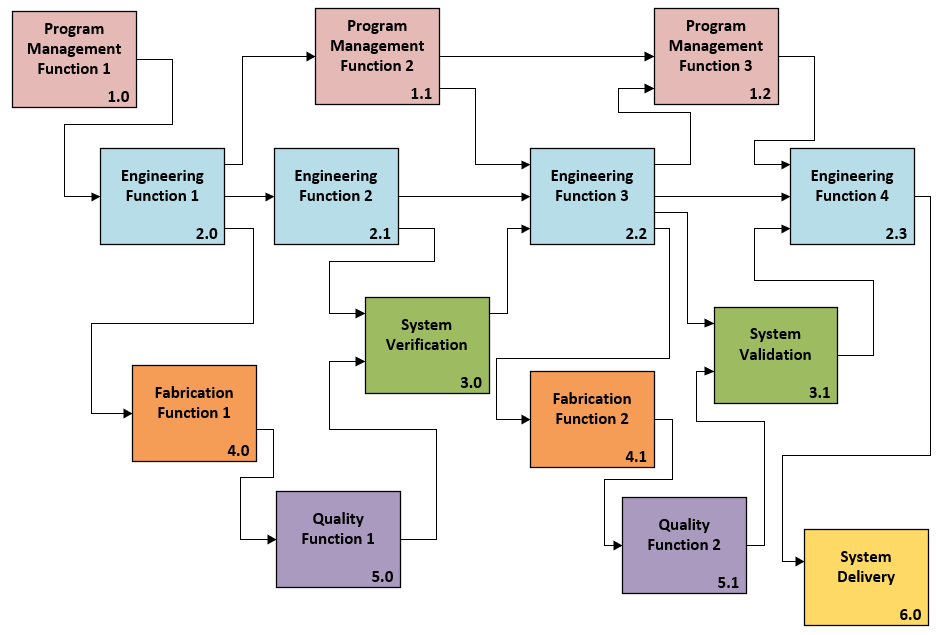 Program
Management
Function 1
1.0
Program
Management
Function 2
1.1
Program
Management
Function 3
1.2
Engineering
Function 1
2.0
Engineering
Function 2
2.1
Engineering
Function 3
2.2
Engineering
Function 4
2.3
System
Verification
3.0
System
Validation
3.1
Fabrication
Function 1
4.0
Fabrication
Function 2
4.1
Quality
Function 1
5.0
Quality
Function 2
5.1
System
Delivery
6.0